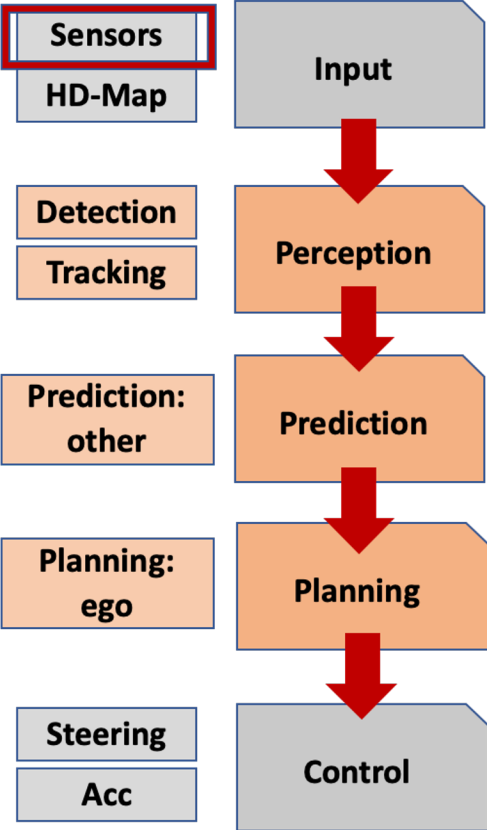 Sensors
HD-Map
Input
Detection
Tracking
Perception
Prediction:
other
Prediction
Planning:
ego
Planning
Steering
Acc
Control